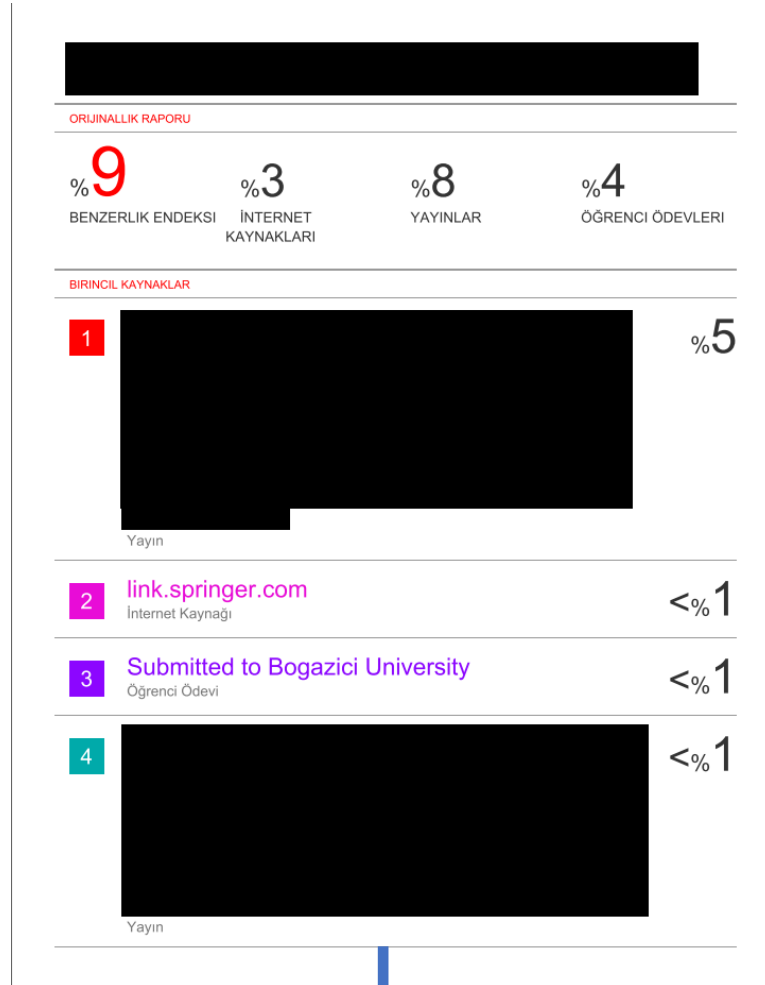 ORIJINALLIK RAPORU
%9 %3 %8 %4
BENZERLIK ENDEKSI İNTERNET YAYINLAR ÖĞRENCI ÖDEVLERI
KAYNAKLARI
BIRINCIL KAYNAKLAR
1 %5
Yayın
2 link.springer.com <%1
İnternet Kaynağı
3 Submitted to Bogazici University <%1
Öğrenci Ödevi
4 <%1
Yayın